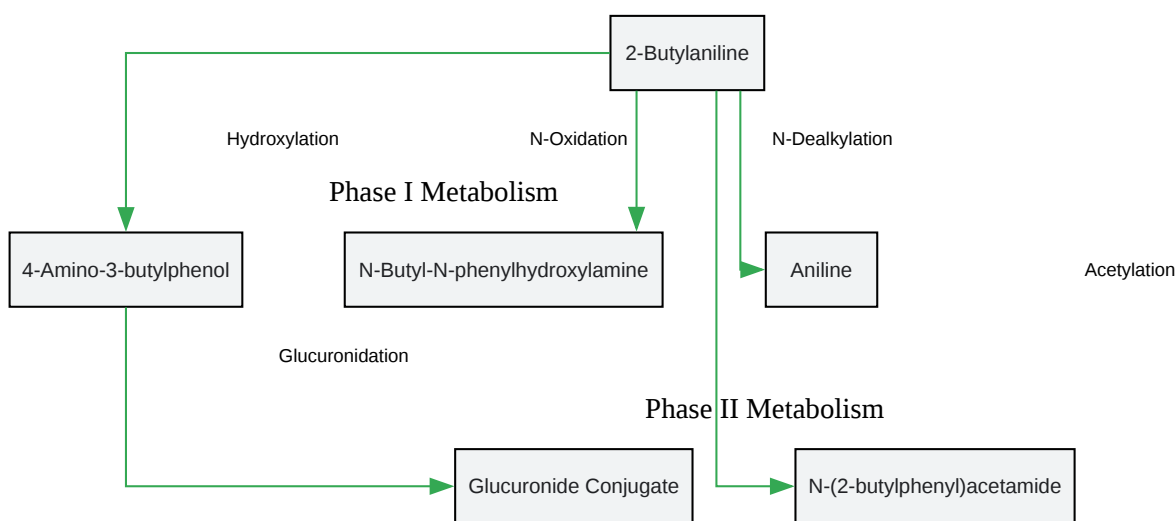 2-Butylaniline
Hydroxylation
N-Oxidation
N-Dealkylation
Phase I Metabolism
4-Amino-3-butylphenol
N-Butyl-N-phenylhydroxylamine
Aniline
Acetylation
Glucuronidation
Phase II Metabolism
Glucuronide Conjugate
N-(2-butylphenyl)acetamide